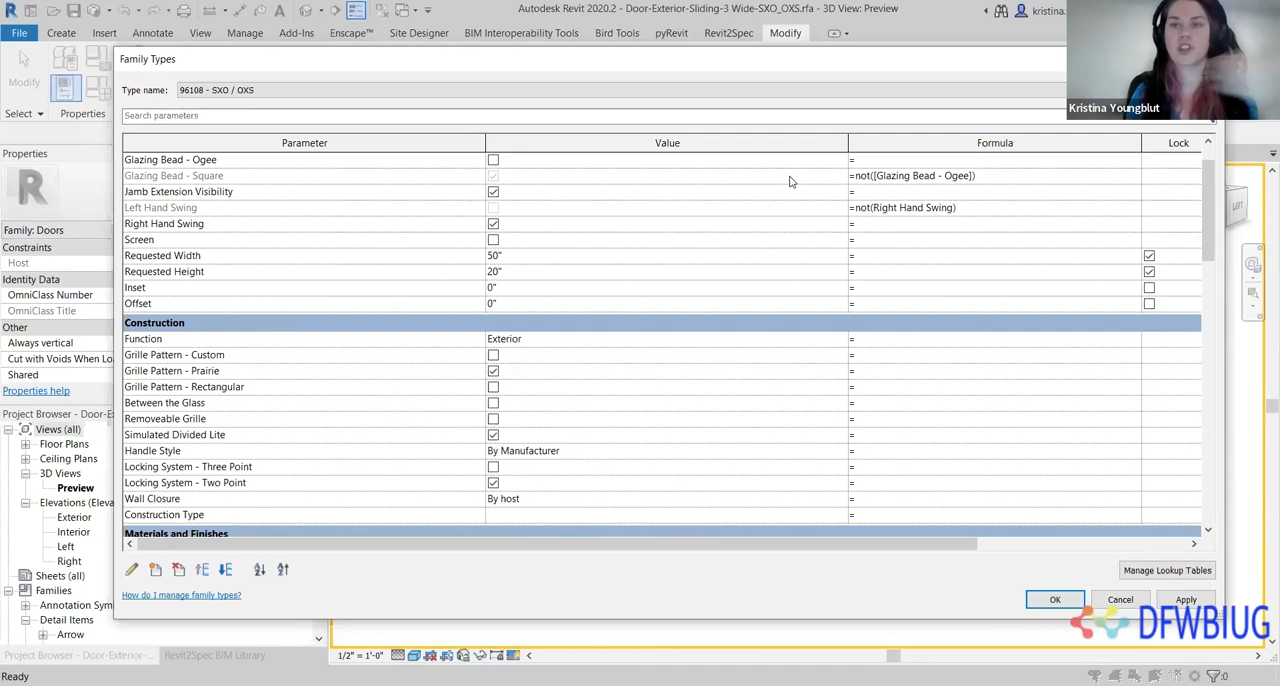 Autodesk Revit 2020.2 - Door-Exterior-Sliding-3 Wide-SXO_OXS.rfa - 3D View: Preview
kristina.
File Create Insert Annotate View Manage Add-Ins Enscape™ Site Designer BIM Interoperability Tools Bird Tools pyRevit Revit2Spec Modify
Modify
Select Properties
Family Types
Type name: 96108 - SXO / OXS
Search parameters
Kristina Youngblut
Parameter Value Formula Lock
Glazing Bead - Ogee =
Glazing Bead - Square =not([Glazing Bead - Ogee])
Jamb Extension Visibility =
Left Hand Swing =not(Right Hand Swing)
Right Hand Swing =
Screen =
Requested Width 50" =
Requested Height 20" =
Inset 0" =
Offset 0" =
Construction
Function Exterior =
Grille Pattern - Custom =
Grille Pattern - Prairie =
Grille Pattern - Rectangular =
Between the Glass =
Removeable Grille =
Simulated Divided Lite =
Handle Style By Manufacturer =
Locking System - Three Point =
Locking System - Two Point =
Wall Closure By host =
Construction Type =
Materials and Finishes
Manage Lookup Tables
How do I manage family types?
OK Cancel Apply
Properties
R
Family: Doors
Constraints
Host
Identity Data
OmniClass Number
OmniClass Title
Other
Always vertical
Cut with Voids When Lo
Shared
Properties help
Project Browser - Door-E
Views (all)
Floor Plans
Ceiling Plans
3D Views
Preview
Elevations (Eleva
Exterior
Interior
Left
Right
Sheets (all)
Families
Annotation Sym
Detail Items
Arrow
Project Browser - Door-Exterior-... Revit2Spec BIM Library
LEFT
DFWBIUG
1/2" = 1'-0"
Ready
:0